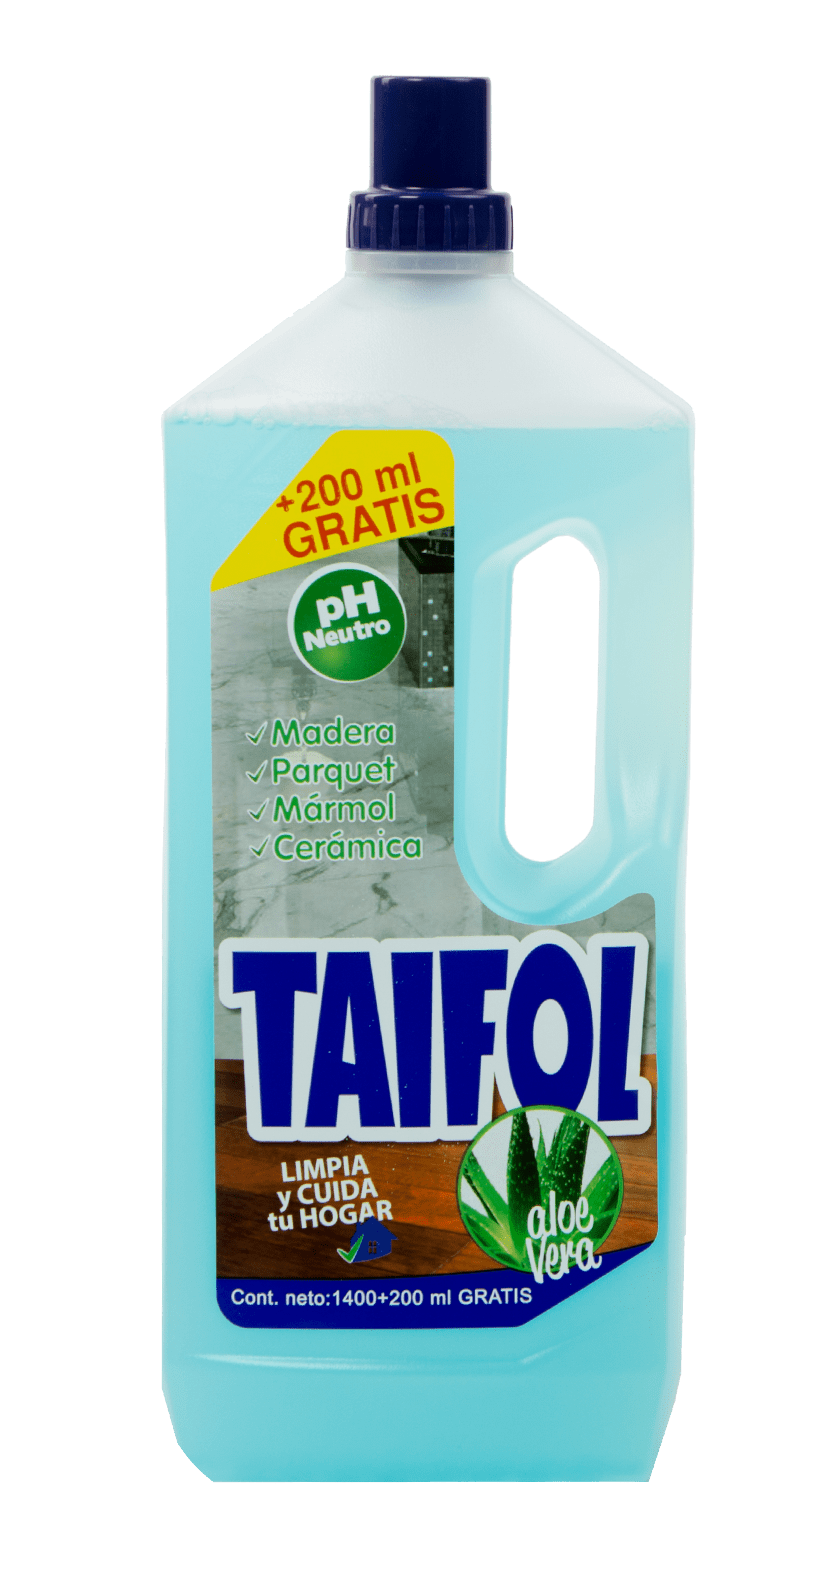 +200 ml
GRATIS
pH
Neutro
Madera
Parquet
Mármol
Cerámica
TAIFOL
LIMPIA
y CUIDA
tu HOGAR
aloe
vera
Cont. neto:1400+200 ml GRATIS